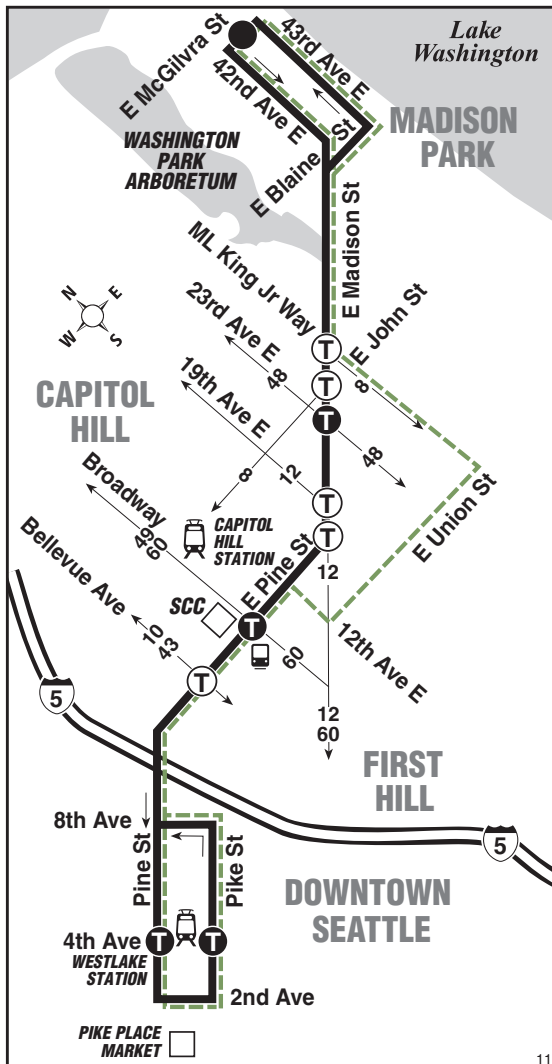 Lake
Washington
E McGilvra St
43rd Ave E
42nd Ave E
MADISON
PARK
WASHINGTON
PARK
ARBORETUM
E Blaine St
E Madison St
ML King Jr Way
E John St
N
E
W
S
23rd Ave E
T
48
8
T
19th Ave E
CAPITOL
HILL
T
8
12
48
Broadway
T
E Union St
49
60
CAPITOL
HILL
STATION
E Pine St
T
12
Bellevue Ave
SCC
T
10
43
60
12th Ave E
T
5
12
60
FIRST
HILL
8th Ave
Pine St
Pike St
5
DOWNTOWN
SEATTLE
4th Ave
T
T
WESTLAKE
STATION
2nd Ave
PIKE PLACE
MARKET
11